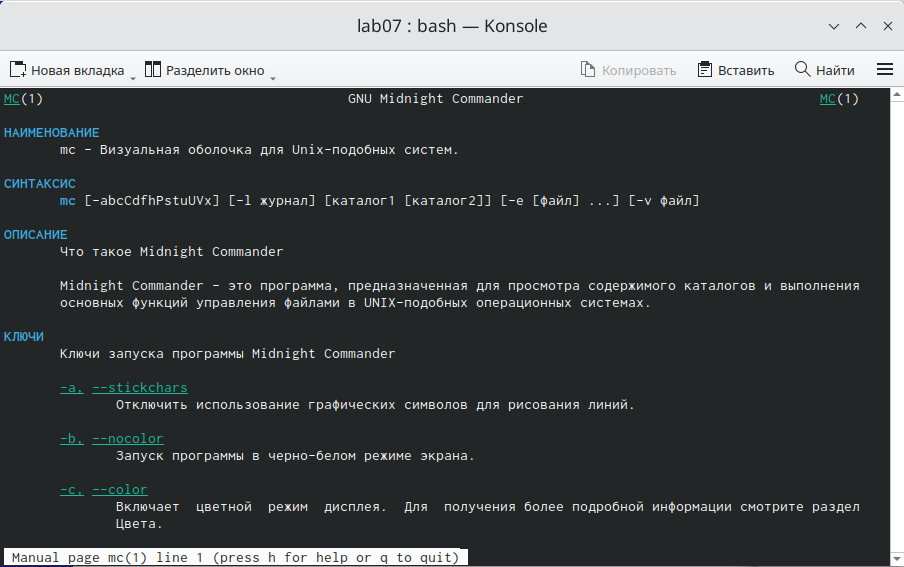 lab07 : bash — Konsole
Новая вкладка Разделить окно Копировать Вставить Найти
MC(1) GNU Midnight Commander MC(1)
НАИМЕНОВАНИЕ
mc - Визуальная оболочка для Unix-подобных систем.
СИНТАКСИС
mc [-abcCdfhPstuUVx] [-l журнал] [каталог1 [каталог2]] [-e [файл] ...] [-v файл]
ОПИСАНИЕ
Что такое Midnight Commander
Midnight Commander - это программа, предназначенная для просмотра содержимого каталогов и выполнения
основных функций управления файлами в UNIX-подобных операционных системах.
КЛЮЧИ
Ключи запуска программы Midnight Commander
-a, --stickchars
Отключить использование графических символов для рисования линий.
-b, --nocolor
Запуск программы в черно-белом режиме экрана.
-c, --color
Включает цветной режим дисплея. Для получения более подробной информации смотрите раздел
Цвета.
Manual page mc(1) line 1 (press h for help or q to quit)